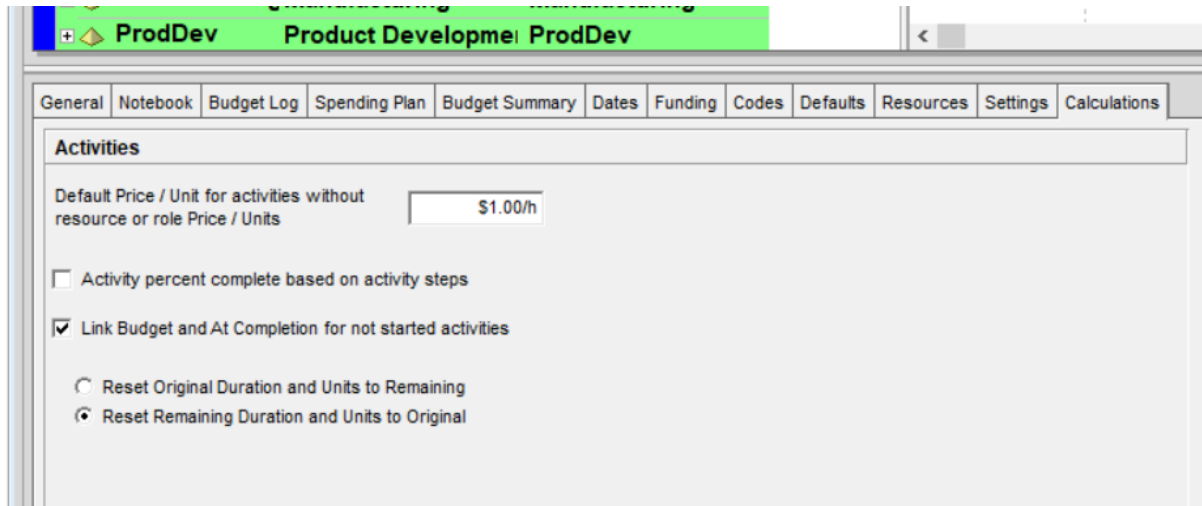 ProdDev Product Developme ProdDev
General Notebook Budget Log Spending Plan Budget Summary Dates Funding Codes Defaults Resources Settings Calculations
Activities
Default Price / Unit for activities without
resource or role Price / Units
$1.00/h
Activity percent complete based on activity steps
Link Budget and At Completion for not started activities
Reset Original Duration and Units to Remaining
Reset Remaining Duration and Units to Original